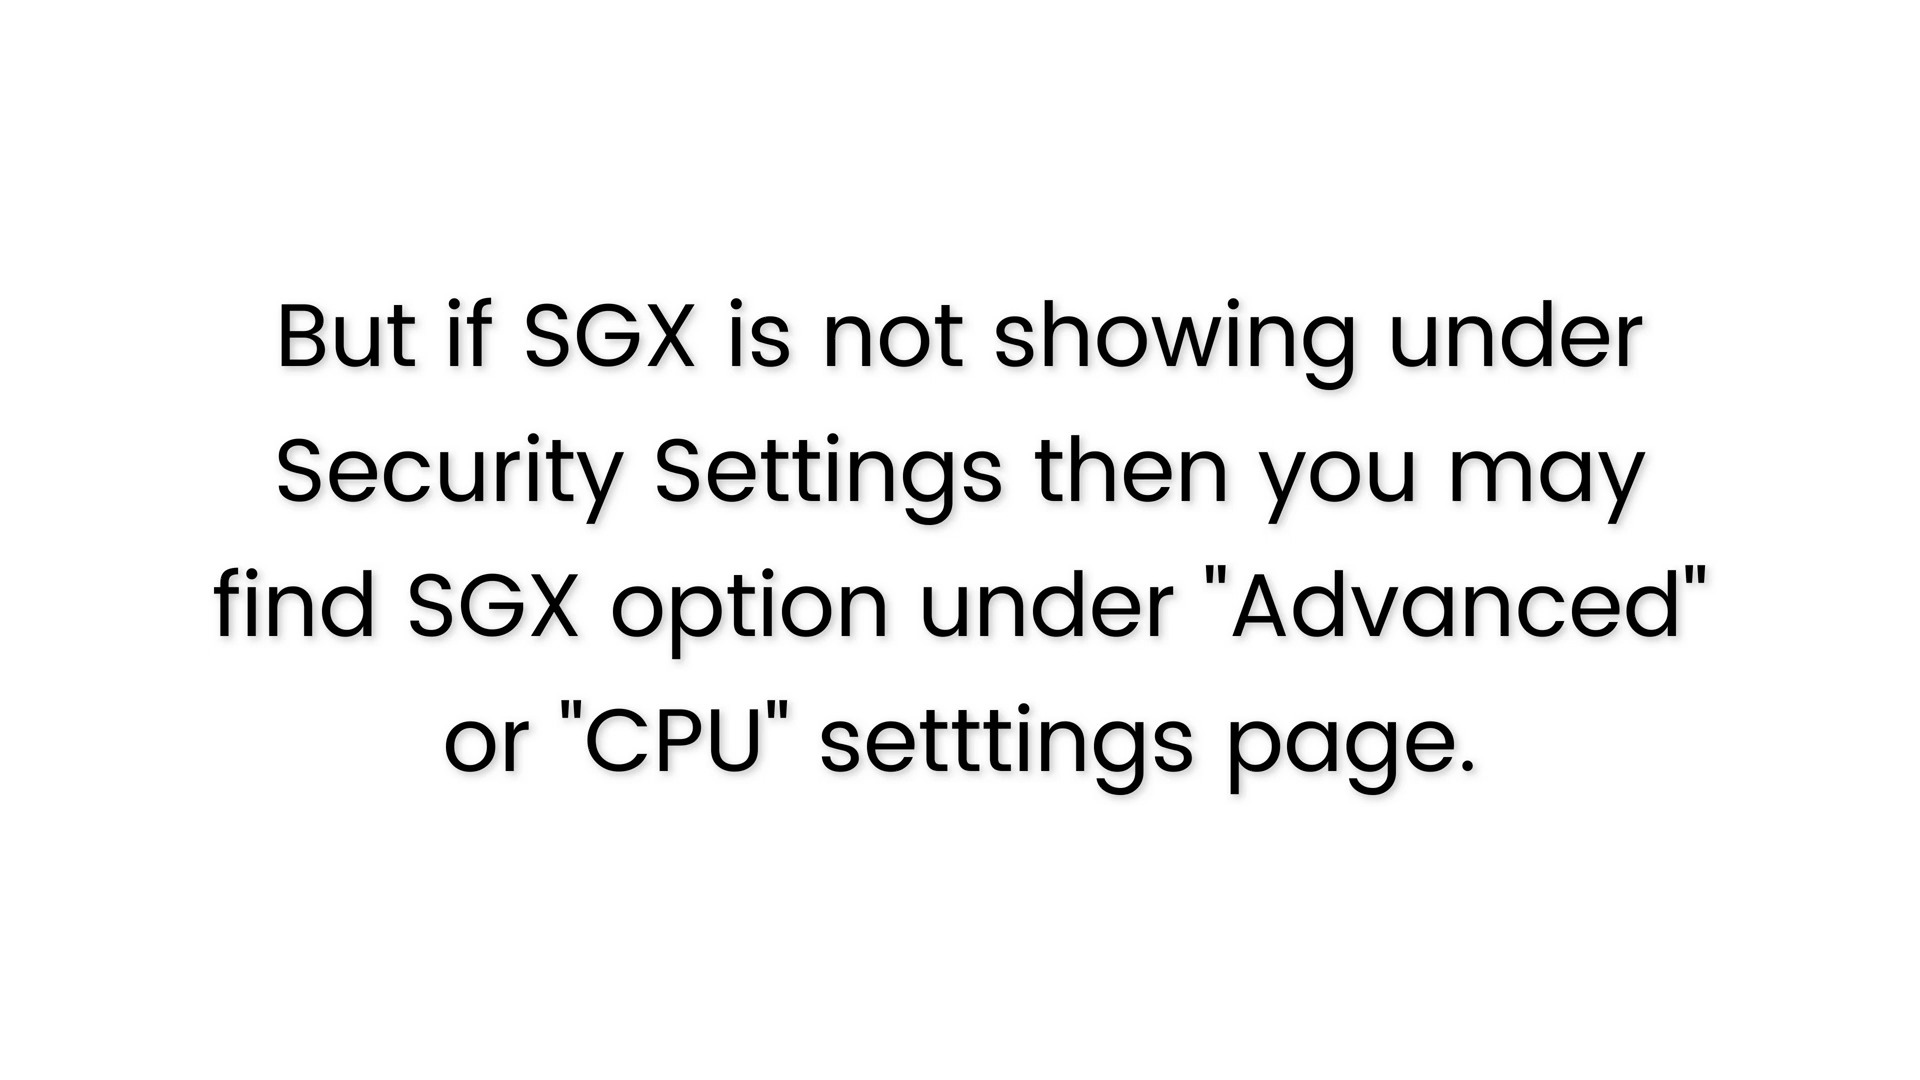 But if SGX is not showing under
Security Settings then you may
find SGX option under "Advanced"
or "CPU" setttings page.